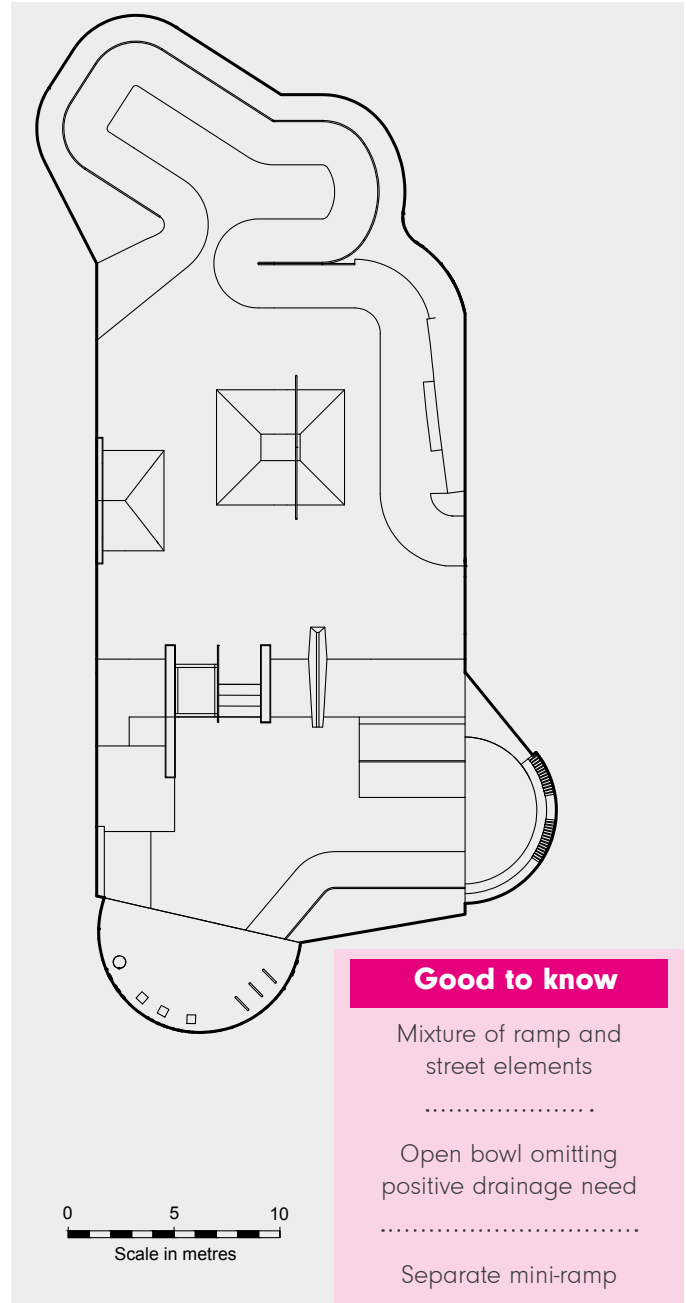 Good to know
Mixture of ramp and
street elements
Open bowl omitting
positive drainage need
Separate mini-ramp
0 5 10
Scale in metres